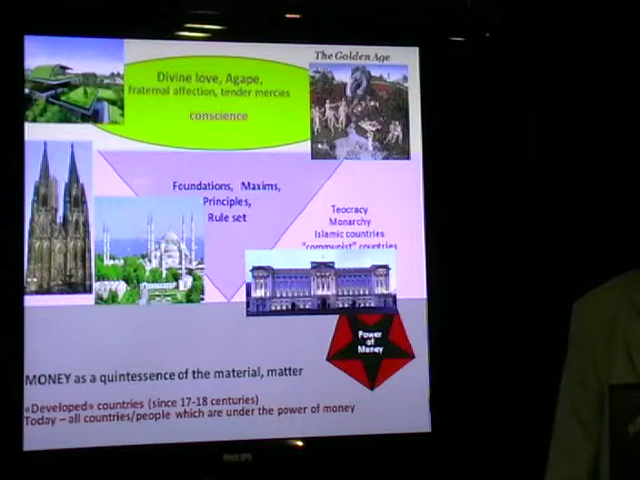 The Golden Age
Divine love, Agape,
fraternal affection, tender mercies
conscience
Foundations, Maxims,
Principles,
Rule set
Teocracy
Monarchy
Islamic countries
"communist" countries
Power
of
Money
MONEY as a quintessence of the material, matter
«Developed» countries (since 17-18 centuries)
Today – all countries/people which are under the power of money
PHILIPS